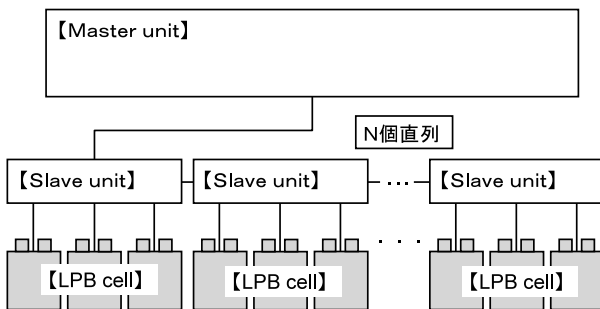 【Master unit】
N個直列
【Slave unit】
【Slave unit】
...
【Slave unit】
...
【LPB cell】
【LPB cell】
【LPB cell】